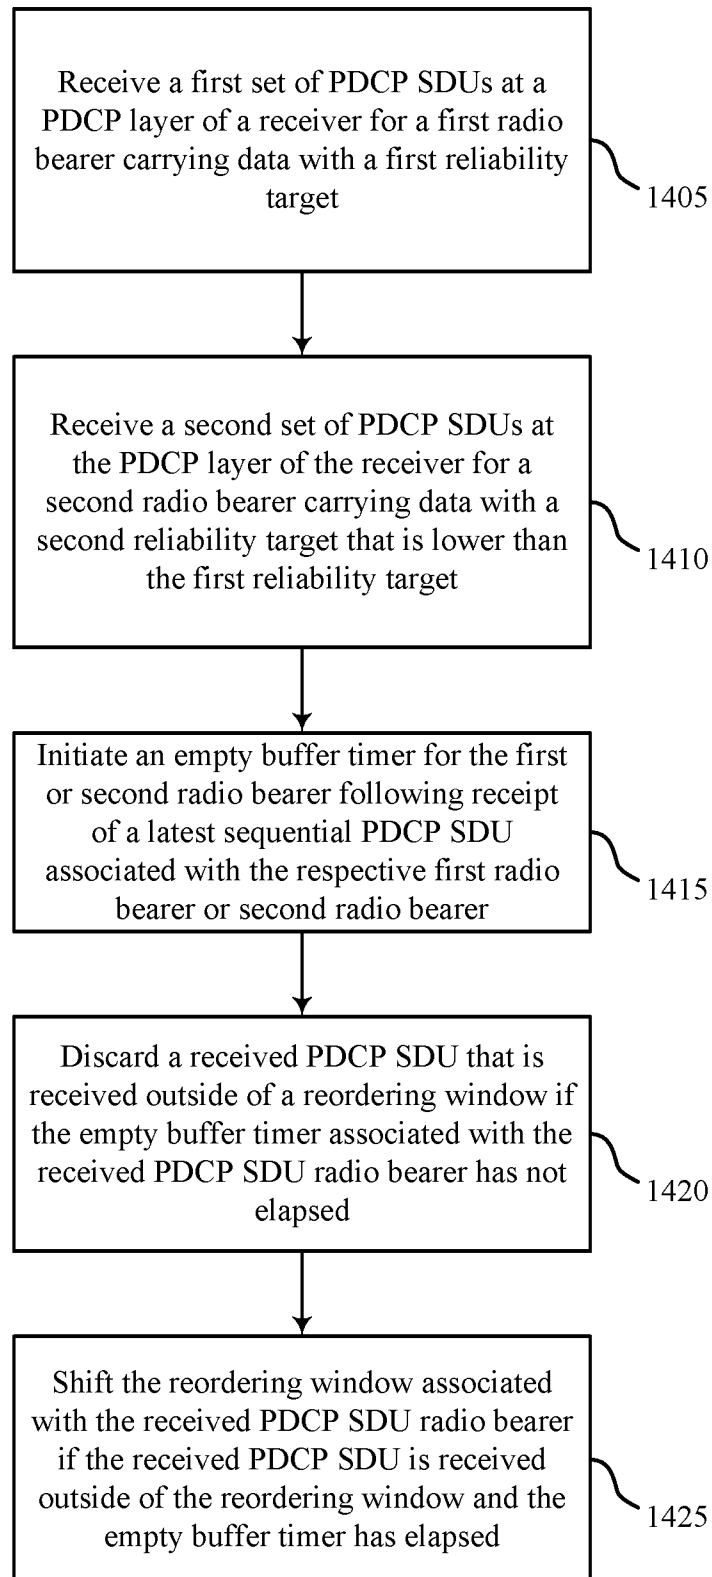 Receive a first set of PDCP SDUs at a
PDCP layer of a receiver for a first radio
bearer carrying data with a first reliability
target
1405
Receive a second set of PDCP SDUs at
the PDCP layer of the receiver for a
second radio bearer carrying data with a
second reliability target that is lower than
the first reliability target
1410
Initiate an empty buffer timer for the first
or second radio bearer following receipt
of a latest sequential PDCP SDU
associated with the respective first radio
bearer or second radio bearer
1415
Discard a received PDCP SDU that is
received outside of a reordering window if
the empty buffer timer associated with the
received PDCP SDU radio bearer has not
elapsed
1420
Shift the reordering window associated
with the received PDCP SDU radio bearer
if the received PDCP SDU is received
outside of the reordering window and the
empty buffer timer has elapsed
1425